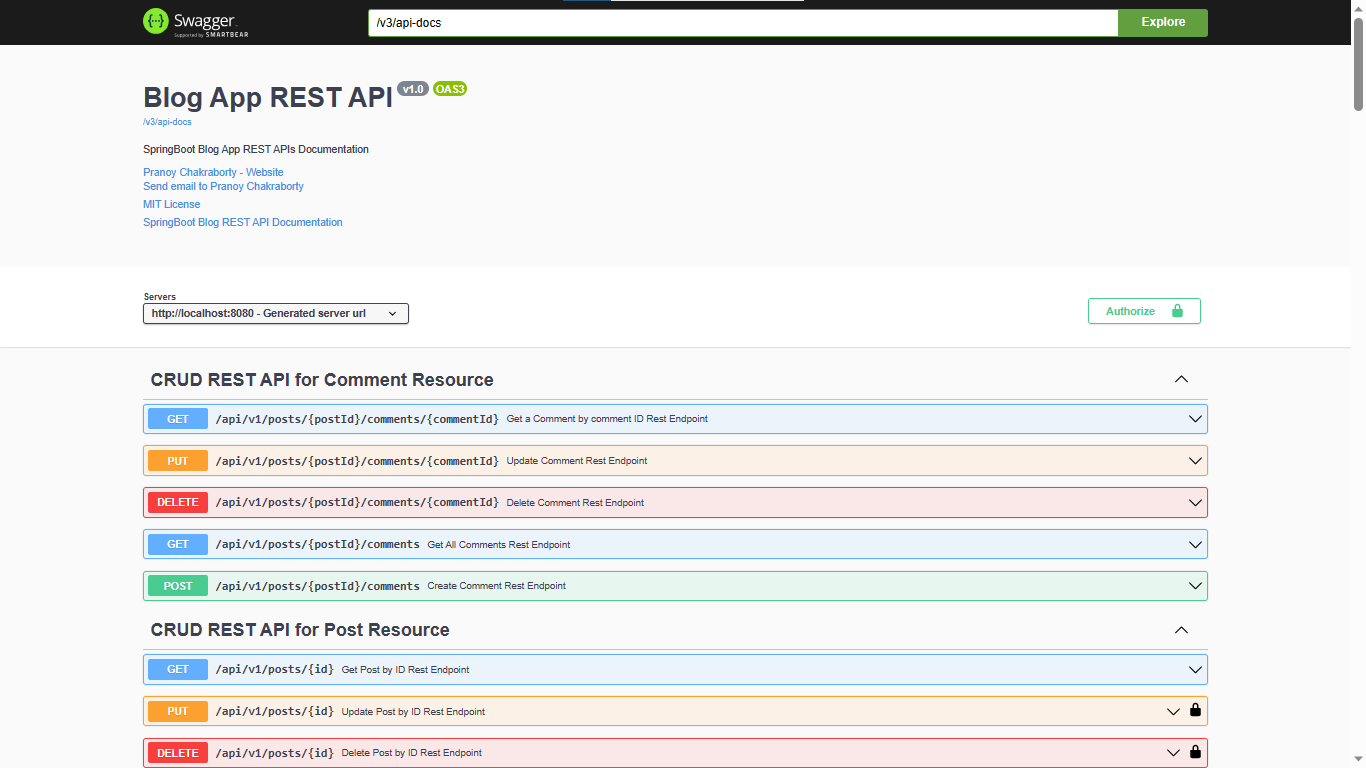 Swagger
Supported by SMARTBEAR
/v3/api-docs
Explore
Blog App REST API v1.0 OAS3
/v3/api-docs
SpringBoot Blog App REST APIs Documentation
Pranoy Chakraborty - Website
Send email to Pranoy Chakraborty
MIT License
SpringBoot Blog REST API Documentation
Servers
http://localhost:8080 - Generated server url
Authorize
CRUD REST API for Comment Resource
GET /api/v1/posts/{postId}/comments/{commentId} Get a Comment by comment ID Rest Endpoint
PUT /api/v1/posts/{postId}/comments/{commentId} Update Comment Rest Endpoint
DELETE /api/v1/posts/{postId}/comments/{commentId} Delete Comment Rest Endpoint
GET /api/v1/posts/{postId}/comments Get All Comments Rest Endpoint
POST /api/v1/posts/{postId}/comments Create Comment Rest Endpoint
CRUD REST API for Post Resource
GET /api/v1/posts/{id} Get Post by ID Rest Endpoint
PUT /api/v1/posts/{id} Update Post by ID Rest Endpoint
DELETE /api/v1/posts/{id} Delete Post by ID Rest Endpoint